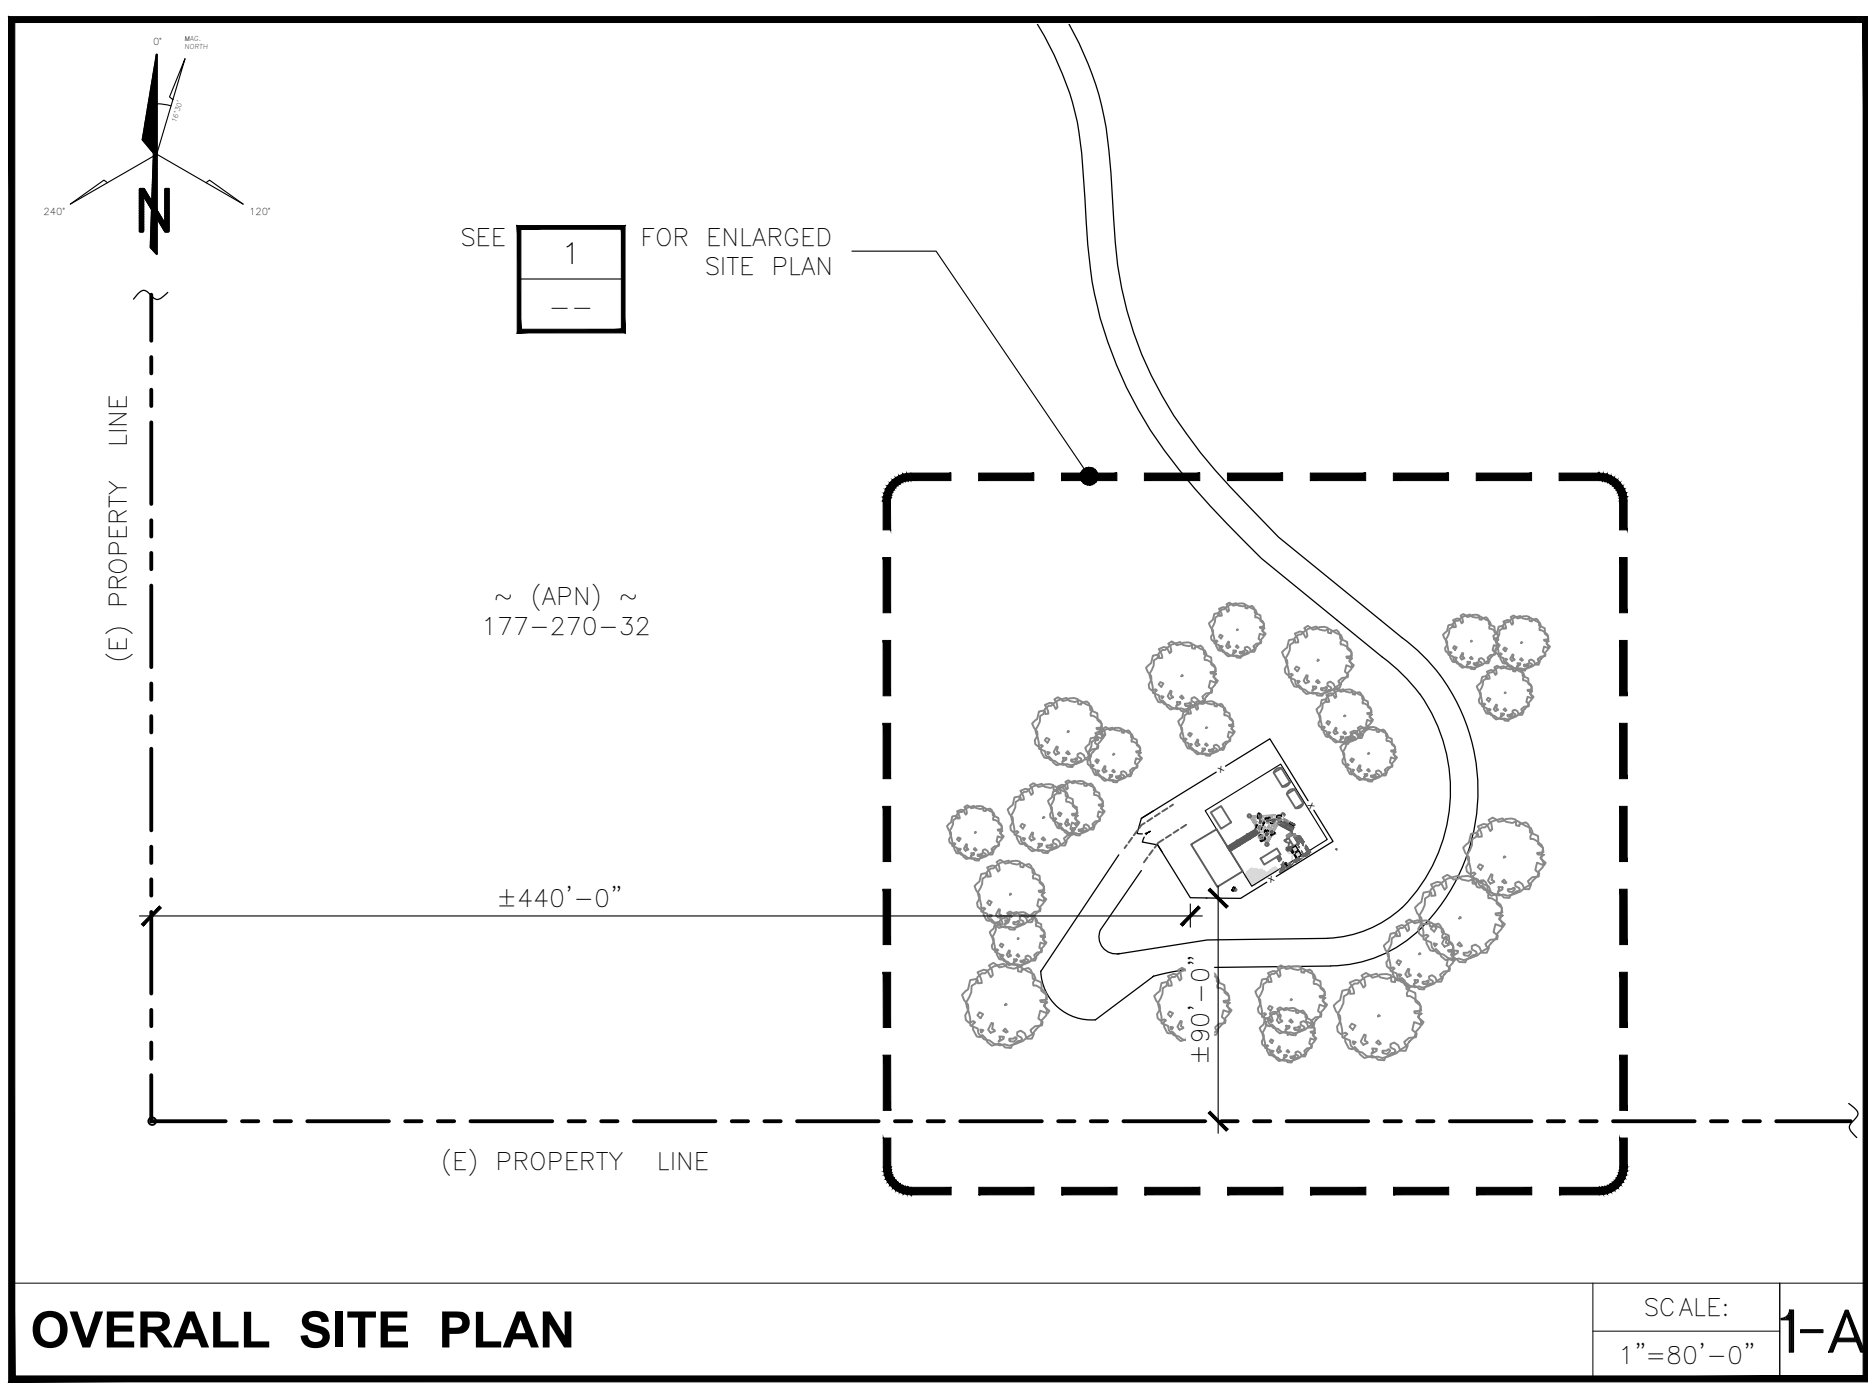 0°
MAG.
NORTH
16°30'
240°
120°
N
SEE
1
--
FOR ENLARGED
SITE PLAN
(E) PROPERTY LINE
~ (APN) ~
177-270-32
±440'-0"
±90'-0"
(E) PROPERTY LINE
OVERALL SITE PLAN
SCALE:
1"=80'-0"
1-A